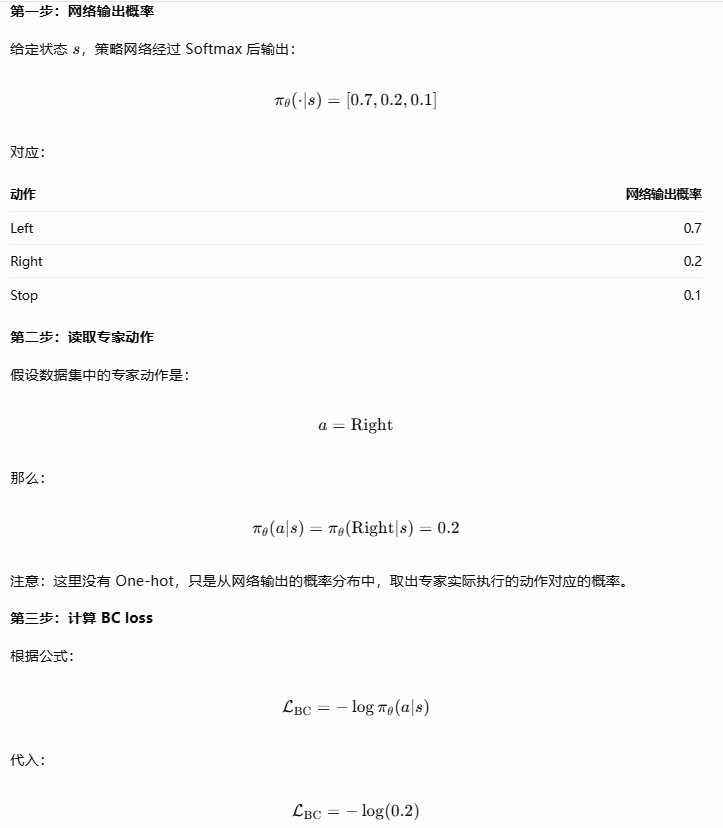 第一步：网络输出概率
给定状态 s，策略网络经过 Softmax 后输出：
πθ(·|s) = [0.7, 0.2, 0.1]
对应：
动作 网络输出概率
Left 0.7
Right 0.2
Stop 0.1
第二步：读取专家动作
假设数据集中的专家动作是：
a = Right
那么：
πθ(a|s) = πθ(Right|s) = 0.2
注意：这里没有 One-hot，只是从网络输出的概率分布中，取出专家实际执行的动作对应的概率。
第三步：计算 BC loss
根据公式：
ℒBC = − log πθ(a|s)
代入：
ℒBC = − log(0.2)